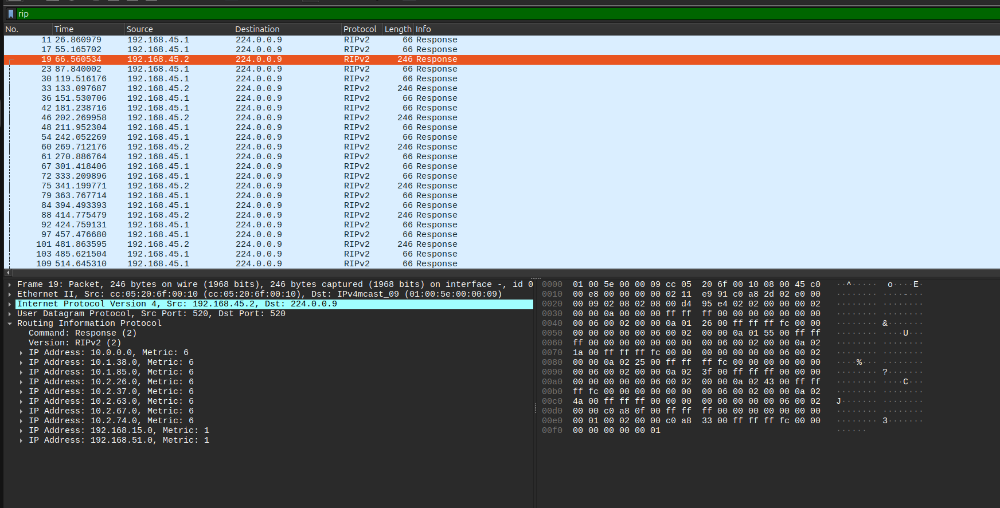 rip
No. Time Source Destination Protocol Length Info
11 26.860979 192.168.45.1 224.0.0.9 RIPv2 66 Response
17 55.165702 192.168.45.1 224.0.0.9 RIPv2 66 Response
19 66.560534 192.168.45.2 224.0.0.9 RIPv2 246 Response
23 87.840002 192.168.45.1 224.0.0.9 RIPv2 66 Response
30 119.516176 192.168.45.1 224.0.0.9 RIPv2 66 Response
33 133.097687 192.168.45.2 224.0.0.9 RIPv2 246 Response
36 151.530706 192.168.45.1 224.0.0.9 RIPv2 66 Response
42 181.238716 192.168.45.1 224.0.0.9 RIPv2 66 Response
46 202.269958 192.168.45.2 224.0.0.9 RIPv2 246 Response
48 211.952304 192.168.45.1 224.0.0.9 RIPv2 66 Response
54 242.052269 192.168.45.1 224.0.0.9 RIPv2 66 Response
60 269.712176 192.168.45.2 224.0.0.9 RIPv2 246 Response
61 270.886764 192.168.45.1 224.0.0.9 RIPv2 66 Response
67 301.418406 192.168.45.1 224.0.0.9 RIPv2 66 Response
72 333.209896 192.168.45.1 224.0.0.9 RIPv2 66 Response
75 341.199771 192.168.45.2 224.0.0.9 RIPv2 246 Response
79 363.767714 192.168.45.1 224.0.0.9 RIPv2 66 Response
84 394.493393 192.168.45.1 224.0.0.9 RIPv2 66 Response
88 414.775479 192.168.45.2 224.0.0.9 RIPv2 246 Response
92 424.759131 192.168.45.1 224.0.0.9 RIPv2 66 Response
97 457.476680 192.168.45.1 224.0.0.9 RIPv2 66 Response
101 481.863595 192.168.45.2 224.0.0.9 RIPv2 246 Response
103 485.621504 192.168.45.1 224.0.0.9 RIPv2 66 Response
109 514.645310 192.168.45.1 224.0.0.9 RIPv2 66 Response
Frame 19: Packet, 246 bytes on wire (1968 bits), 246 bytes captured (1968 bits) on interface -, id 0
Ethernet II, Src: cc:05:20:6f:00:10 (cc:05:20:6f:00:10), Dst: IPv4mcast_09 (01:00:5e:00:00:09)
Internet Protocol Version 4, Src: 192.168.45.2, Dst: 224.0.0.9
User Datagram Protocol, Src Port: 520, Dst Port: 520
Routing Information Protocol
Command: Response (2)
Version: RIPv2 (2)
IP Address: 10.0.0.0, Metric: 6
IP Address: 10.1.38.0, Metric: 6
IP Address: 10.1.85.0, Metric: 6
IP Address: 10.2.26.0, Metric: 6
IP Address: 10.2.37.0, Metric: 6
IP Address: 10.2.63.0, Metric: 6
IP Address: 10.2.67.0, Metric: 6
IP Address: 10.2.74.0, Metric: 6
IP Address: 192.168.15.0, Metric: 1
IP Address: 192.168.51.0, Metric: 1
0000 01 00 5e 00 00 09 cc 05 20 6f 00 10 08 00 45 c0 ··^····· o····E·
0010 00 e8 00 00 00 00 02 11 e9 91 c0 a8 2d 02 e0 00 ········ ····-···
0020 00 09 02 08 02 08 00 d4 95 e4 02 02 00 00 00 02 ········ ········
0030 00 00 0a 00 00 00 ff ff ff 00 00 00 00 00 00 00 ········ ········
0040 00 06 00 02 00 00 0a 01 26 00 ff ff ff fc 00 00 ········ &·······
0050 00 00 00 00 00 06 00 02 00 00 0a 01 55 00 ff ff ········ ····U···
0060 ff 00 00 00 00 00 00 00 00 06 00 02 00 00 0a 02 ········ ········
0070 1a 00 ff ff ff fc 00 00 00 00 00 00 00 06 00 02 ········ ········
0080 00 00 0a 02 25 00 ff ff ff fc 00 00 00 00 00 00 ····%··· ········
0090 00 06 00 02 00 00 0a 02 3f 00 ff ff ff 00 00 00 ········ ?·······
00a0 00 00 00 00 00 06 00 02 00 00 0a 02 43 00 ff ff ········ ····C···
00b0 ff fc 00 00 00 00 00 00 00 06 00 02 00 00 0a 02 ········ ········
00c0 4a 00 ff ff ff 00 00 00 00 00 00 00 00 06 00 02 J······· ········
00d0 00 00 c0 a8 0f 00 ff ff ff 00 00 00 00 00 00 00 ········ ········
00e0 00 01 00 02 00 00 c0 a8 33 00 ff ff ff fc 00 00 ········ 3·······
00f0 00 00 00 00 00 01 ······